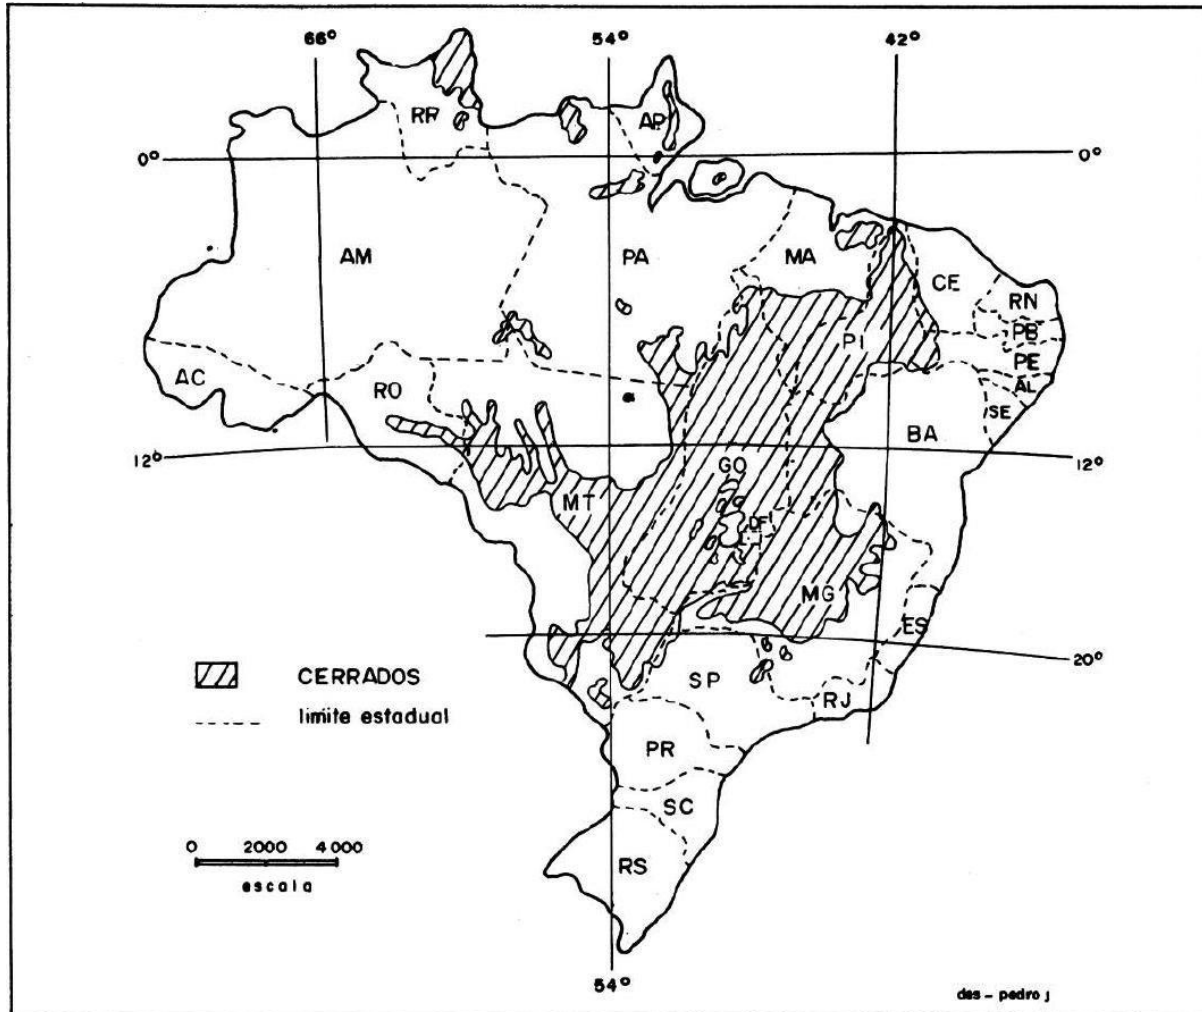 66° 54° 42°
RR AP
0° 0°
AM PA MA CE RN
PI PB
PE
AC RO AL
SE
BA
12° GO 12°
MT DF
MG
ES
20°
CERRADOS SP
RJ
limite estadual
PR
SC
0 2000 4000
RS
escala
54°
des - pedro j